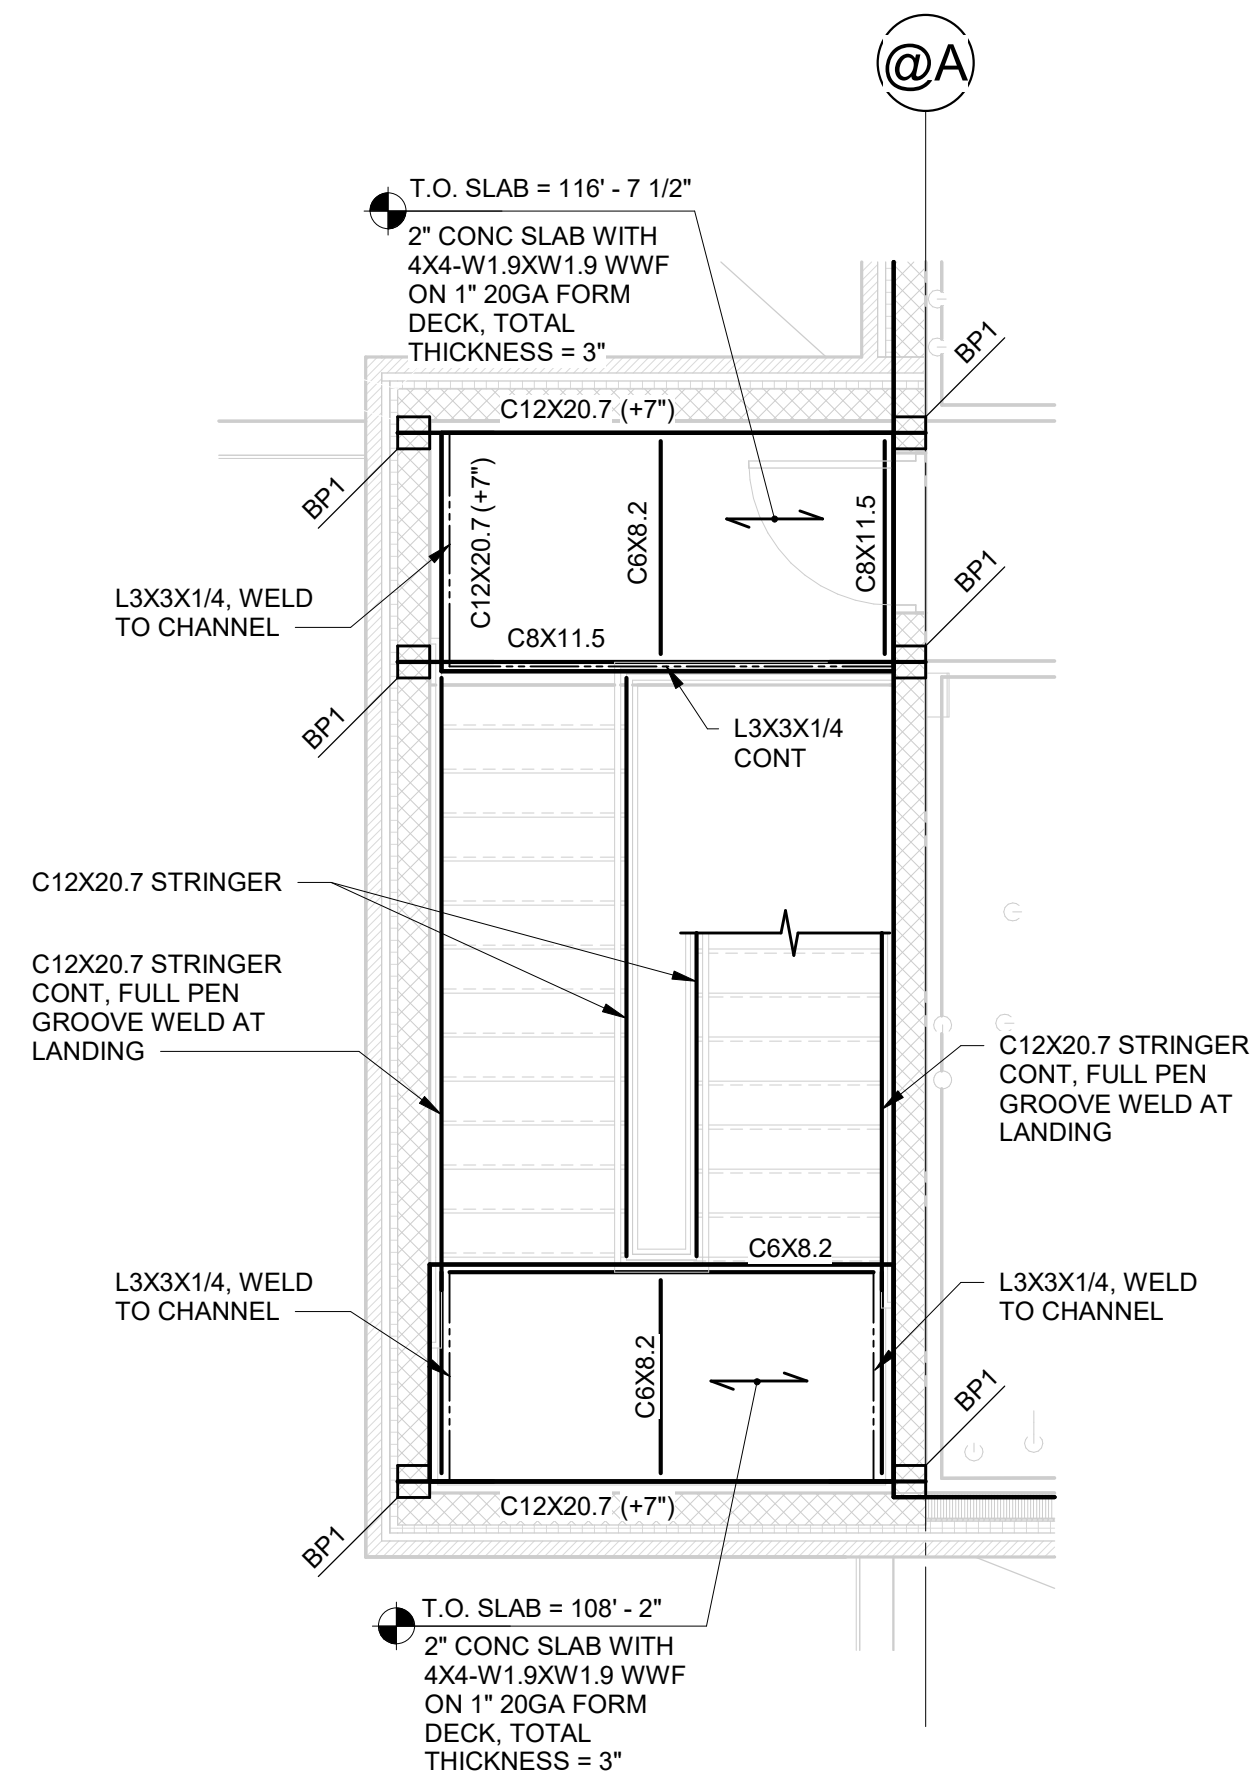 @A
T.O. SLAB = 116' - 7 1/2"
2" CONC SLAB WITH
4X4-W1.9XW1.9 WWF
ON 1" 20GA FORM
DECK, TOTAL
THICKNESS = 3"
BP1
C12X20.7 (+7")
BP1
C12X20.7 (+7")
C6X8.2
C8X11.5
BP1
L3X3X1/4, WELD
TO CHANNEL
C8X11.5
BP1
L3X3X1/4
CONT
C12X20.7 STRINGER
C12X20.7 STRINGER
CONT, FULL PEN
GROOVE WELD AT
LANDING
C12X20.7 STRINGER
CONT, FULL PEN
GROOVE WELD AT
LANDING
C6X8.2
L3X3X1/4, WELD
TO CHANNEL
L3X3X1/4, WELD
TO CHANNEL
C6X8.2
BP1
C12X20.7 (+7")
BP1
T.O. SLAB = 108' - 2"
2" CONC SLAB WITH
4X4-W1.9XW1.9 WWF
ON 1" 20GA FORM
DECK, TOTAL
THICKNESS = 3"